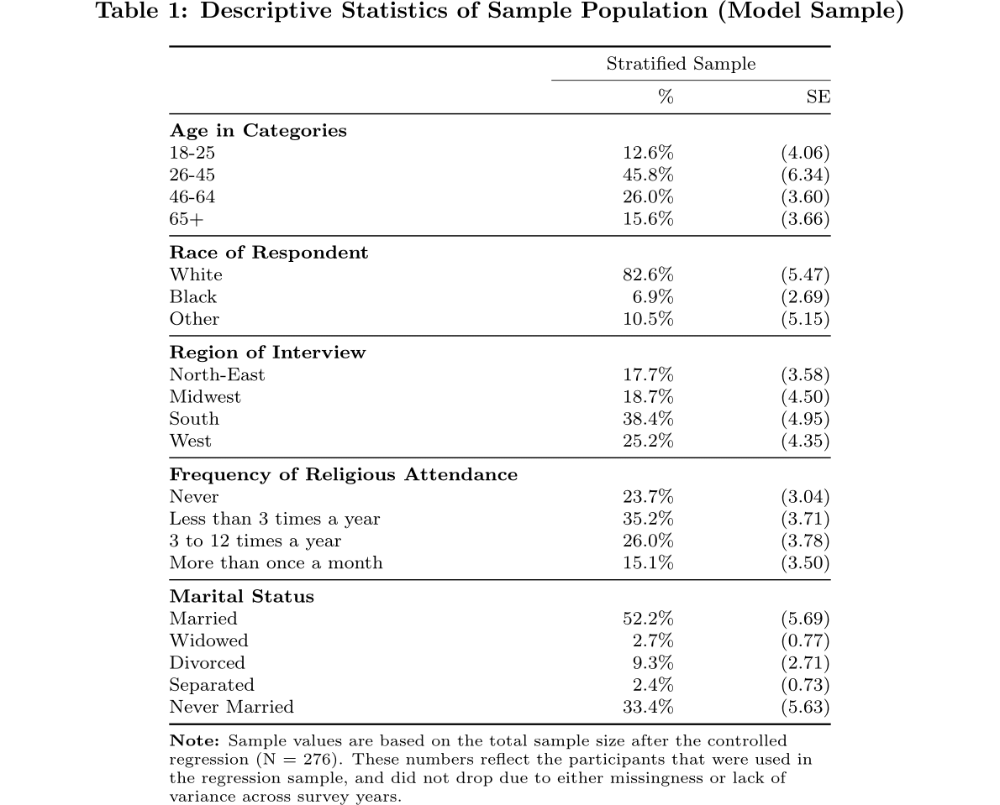 Table 1: Descriptive Statistics of Sample Population (Model Sample)
Stratified Sample
% SE
Age in Categories
18-25 12.6% (4.06)
26-45 45.8% (6.34)
46-64 26.0% (3.60)
65+ 15.6% (3.66)
Race of Respondent
White 82.6% (5.47)
Black 6.9% (2.69)
Other 10.5% (5.15)
Region of Interview
North-East 17.7% (3.58)
Midwest 18.7% (4.50)
South 38.4% (4.95)
West 25.2% (4.35)
Frequency of Religious Attendance
Never 23.7% (3.04)
Less than 3 times a year 35.2% (3.71)
3 to 12 times a year 26.0% (3.78)
More than once a month 15.1% (3.50)
Marital Status
Married 52.2% (5.69)
Widowed 2.7% (0.77)
Divorced 9.3% (2.71)
Separated 2.4% (0.73)
Never Married 33.4% (5.63)
Note: Sample values are based on the total sample size after the controlled
regression (N = 276). These numbers reflect the participants that were used in
the regression sample, and did not drop due to either missingness or lack of
variance across survey years.